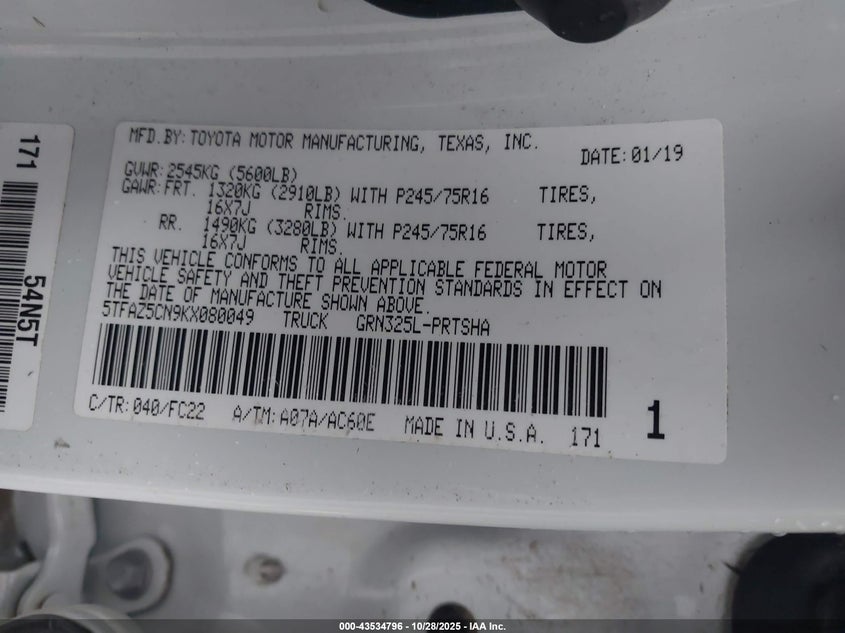 171
54N5T
MFD.BY:TOYOTA MOTOR MANUFACTURING, TEXAS, INC.
DATE:01/19
GVWR:2545KG (5600LB)
GAWR:FRT. 1320KG (2910LB) WITH P245/75R16 TIRES,
16X7J RIMS.
RR. 1490KG (3280LB) WITH P245/75R16 TIRES,
16X7J RIMS.
THIS VEHICLE CONFORMS TO ALL APPLICABLE FEDERAL MOTOR
VEHICLE SAFETY AND THEFT PREVENTION STANDARDS IN EFFECT ON
THE DATE OF MANUFACTURE SHOWN ABOVE.
5TFAZ5CN9KX080049 TRUCK GRN325L-PRTSHA
C/TR:040/FC22 A/TM:A07A/AC60E MADE IN U.S.A. 171
1
000-43534796 - 10/28/2025 - IAA Inc.